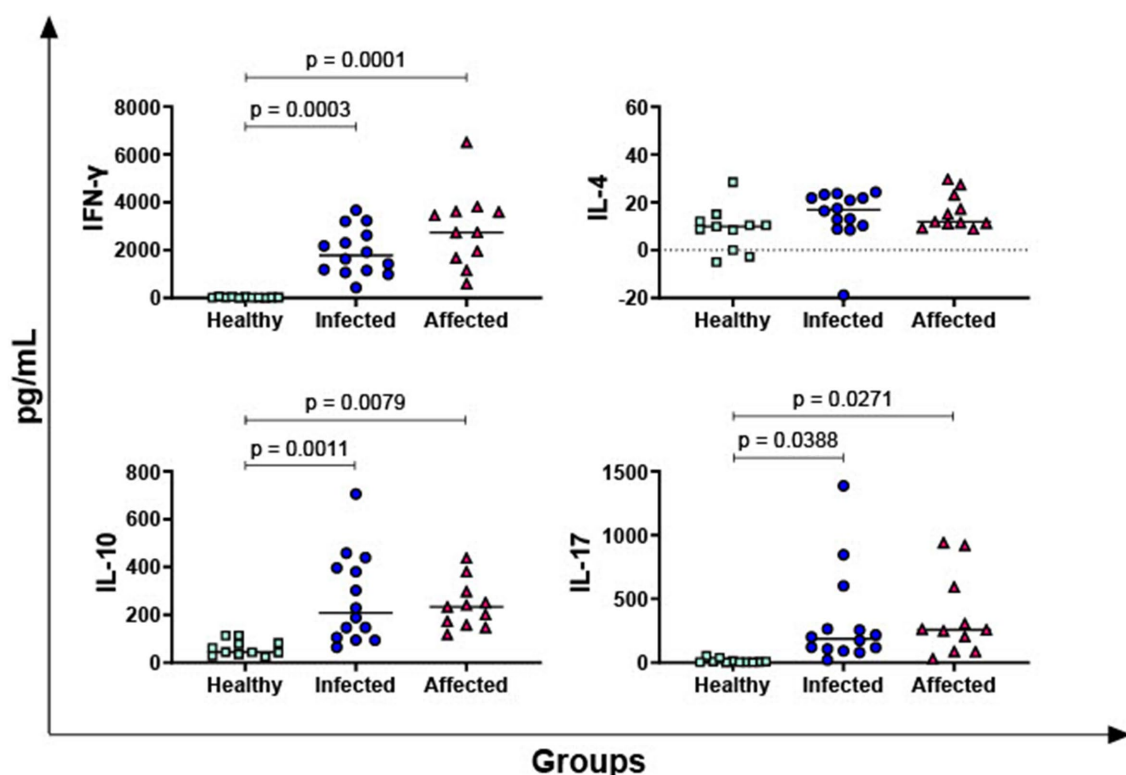 p = 0.0001
p = 0.0003
8000
6000
4000
2000
0
IFN-γ
Healthy Infected Affected
60
40
20
0
-20
IL-4
Healthy Infected Affected
pg/mL
p = 0.0079
p = 0.0011
800
600
400
200
0
IL-10
Healthy Infected Affected
p = 0.0271
p = 0.0388
1500
1000
500
0
IL-17
Healthy Infected Affected
Groups